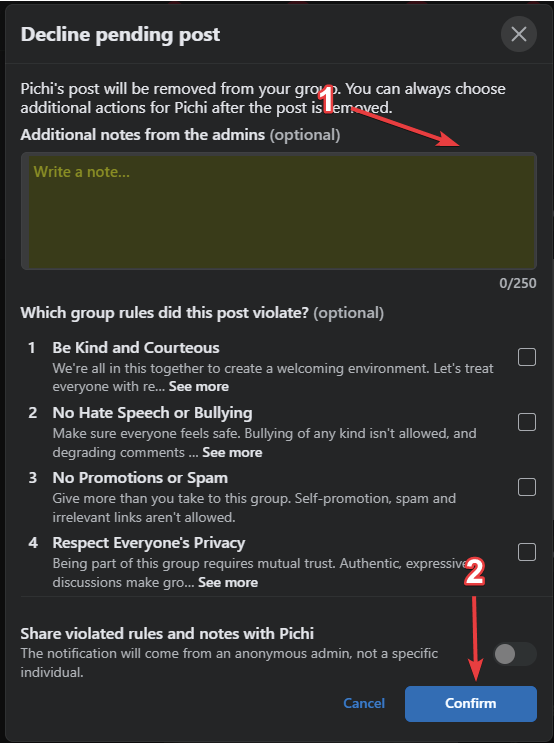 Decline pending post
Pichi's post will be removed from your group. You can always choose
additional actions for Pichi after the post is removed.
1
Additional notes from the admins (optional)
Write a note...
0/250
Which group rules did this post violate? (optional)
1 Be Kind and Courteous
We're all in this together to create a welcoming environment. Let's treat
everyone with re... See more
2 No Hate Speech or Bullying
Make sure everyone feels safe. Bullying of any kind isn't allowed, and
degrading comments ... See more
3 No Promotions or Spam
Give more than you take to this group. Self-promotion, spam and
irrelevant links aren't allowed.
4 Respect Everyone's Privacy
Being part of this group requires mutual trust. Authentic, expressive
discussions make gro... See more
2
Share violated rules and notes with Pichi
The notification will come from an anonymous admin, not a specific
individual.
Cancel Confirm